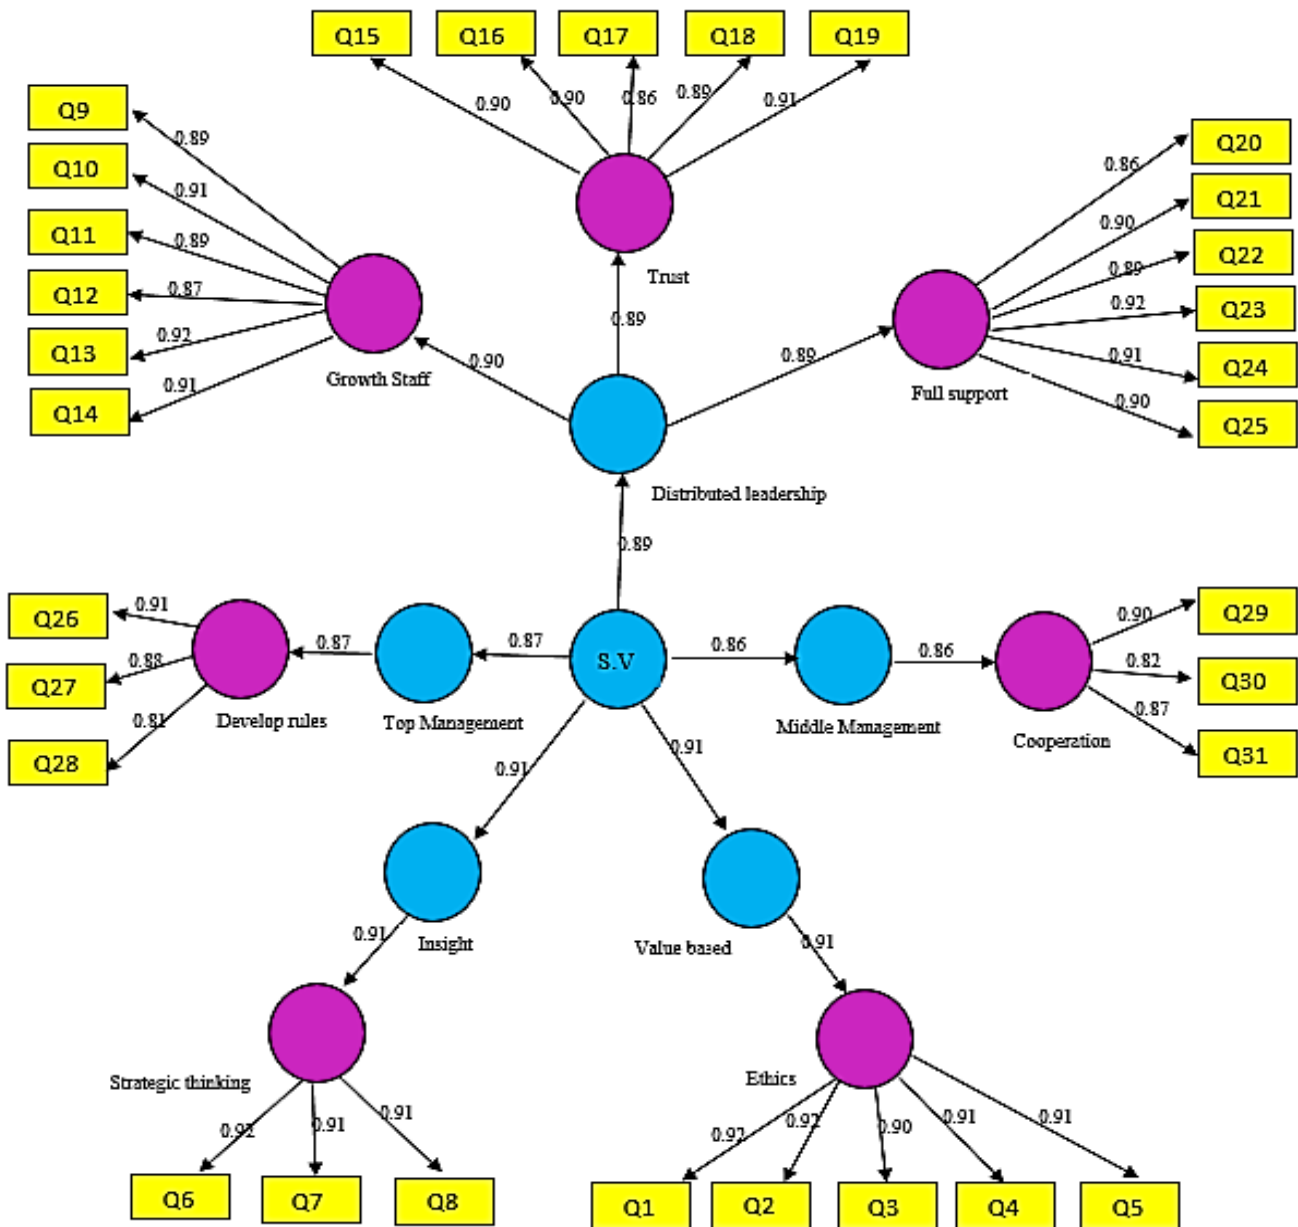 Q15 Q16 Q17 Q18 Q19
0.90 0.90 0.86 0.89 0.91
Trust
Q9
Q10
Q11
Q12
Q13
Q14
0.89
0.91
0.89
0.87
0.92
0.91
Growth Staff
Q20
Q21
Q22
Q23
Q24
Q25
0.86
0.90
0.89
0.92
0.91
0.90
Full support
0.90
0.89
0.89
Distributed leadership
0.89
Q26
Q27
Q28
0.91
0.88
0.81
Develop rules
0.87
Top Management
0.87
S.V
0.86
Middle Management
0.86
Cooperation
0.90
0.82
0.87
Q29
Q30
Q31
0.91
0.91
Insight
Value based
0.91
0.91
Strategic thinking
Ethics
0.92 0.91 0.91
0.92 0.92 0.90 0.91 0.91
Q6 Q7 Q8
Q1 Q2 Q3 Q4 Q5